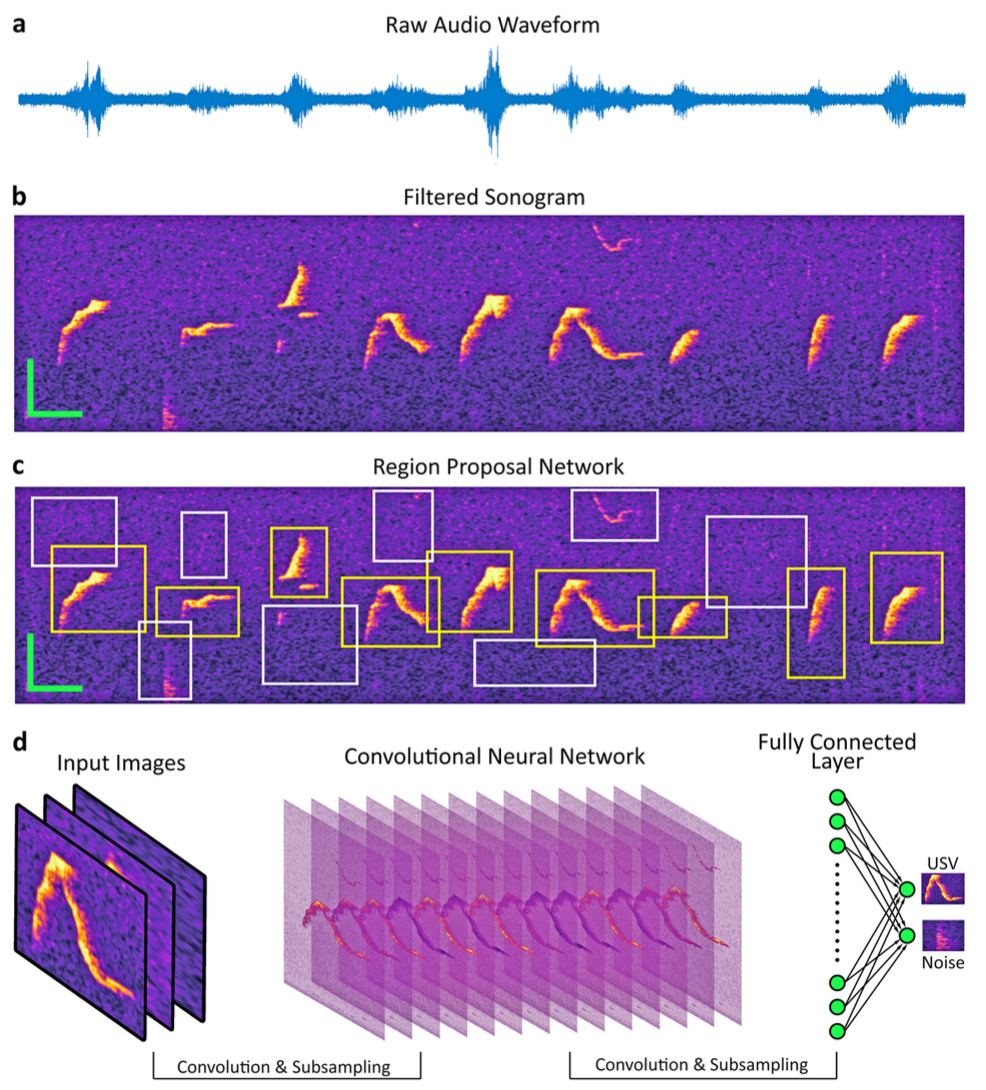 a
Raw Audio Waveform
b
Filtered Sonogram
c
Region Proposal Network
d
Input Images
Convolutional Neural Network
Fully Connected
Layer
USV
Noise
Convolution & Subsampling
Convolution & Subsampling